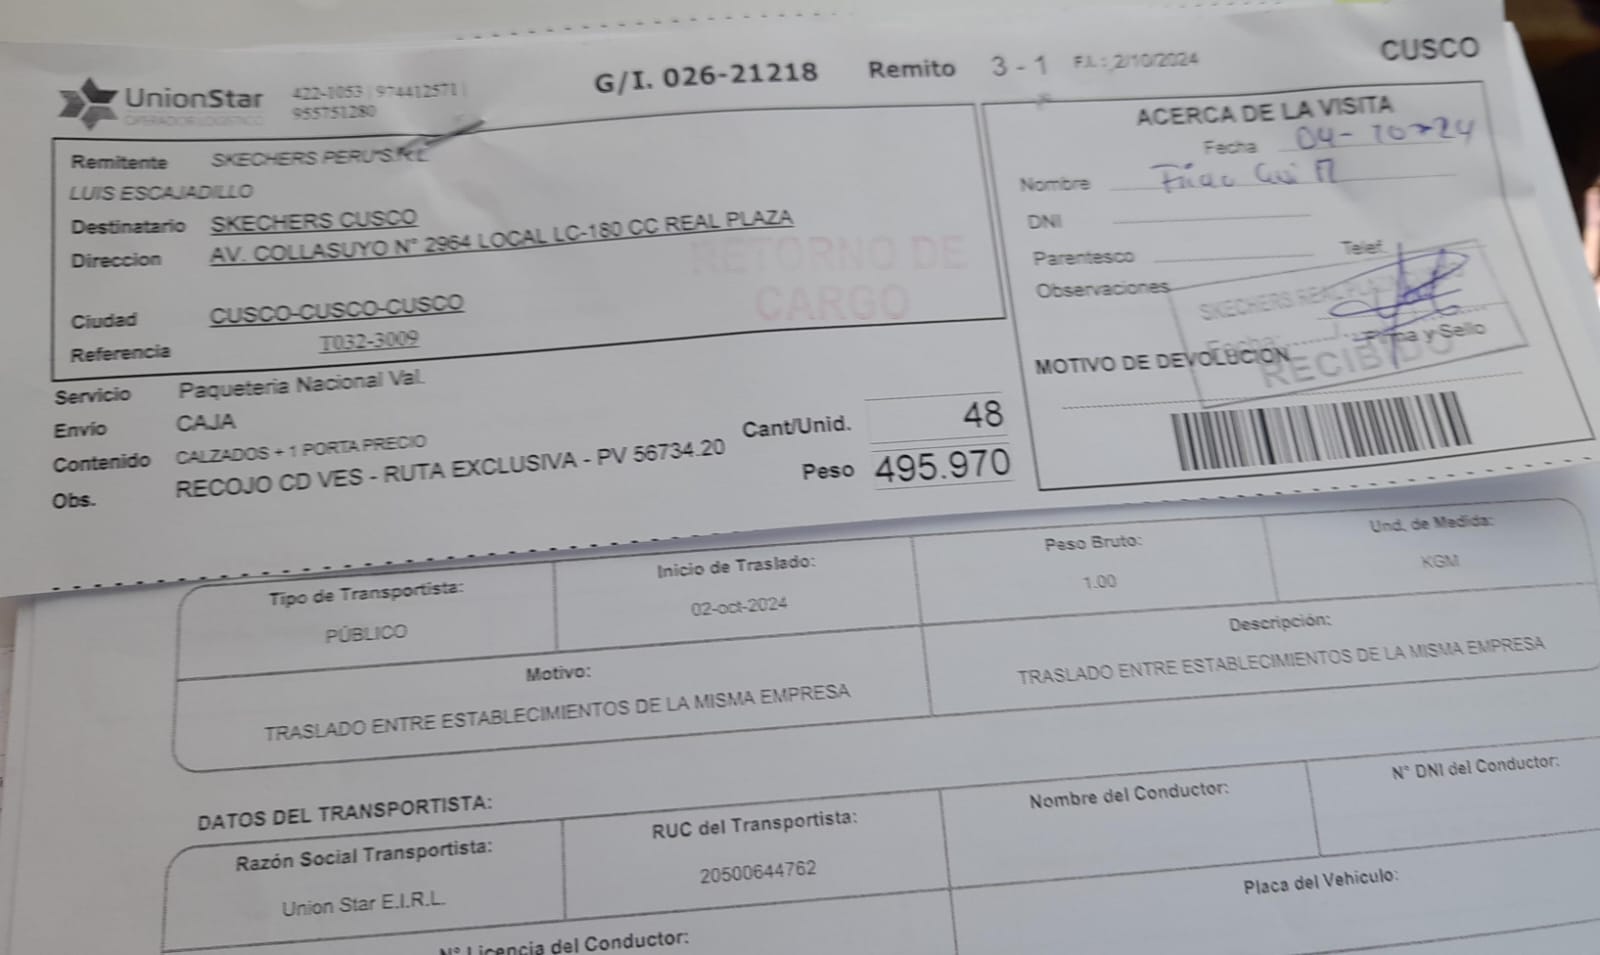 UnionStar
OPERADOR LOGISTICO
422-1053 | 974412571 |
955751280
G/I. 026-21218 Remito 3 - 1 F.I.: 2/10/2024 CUSCO
Remitente SKECHERS PERU S.R.L
LUIS ESCAJADILLO
Destinatario SKECHERS CUSCO
Direccion AV. COLLASUYO N° 2964 LOCAL LC-180 CC REAL PLAZA
RETORNO DE
CARGO
Ciudad CUSCO-CUSCO-CUSCO
Referencia T032-3009
Servicio Paqueteria Nacional Val.
Envío CAJA
Contenido CALZADOS + 1 PORTA PRECIO
Obs. RECOJO CD VES - RUTA EXCLUSIVA - PV 56734.20
Cant/Unid. 48
Peso 495.970
ACERCA DE LA VISITA
Fecha 04-10-24
Nombre
DNI
Parentesco Telef.
Observaciones
SKECHERS REAL PLAZA
Fecha:
RECIBIDO
Firma y Sello
MOTIVO DE DEVOLUCION
Tipo de Transportista: Inicio de Traslado: Peso Bruto: Und. de Medida:
PÚBLICO 02-oct-2024 1.00 KGM
Motivo: Descripción:
TRASLADO ENTRE ESTABLECIMIENTOS DE LA MISMA EMPRESA TRASLADO ENTRE ESTABLECIMIENTOS DE LA MISMA EMPRESA
DATOS DEL TRANSPORTISTA:
Razón Social Transportista: RUC del Transportista: Nombre del Conductor: N° DNI del Conductor:
Union Star E.I.R.L. 20500644762
N° Licencia del Conductor: Placa del Vehiculo: